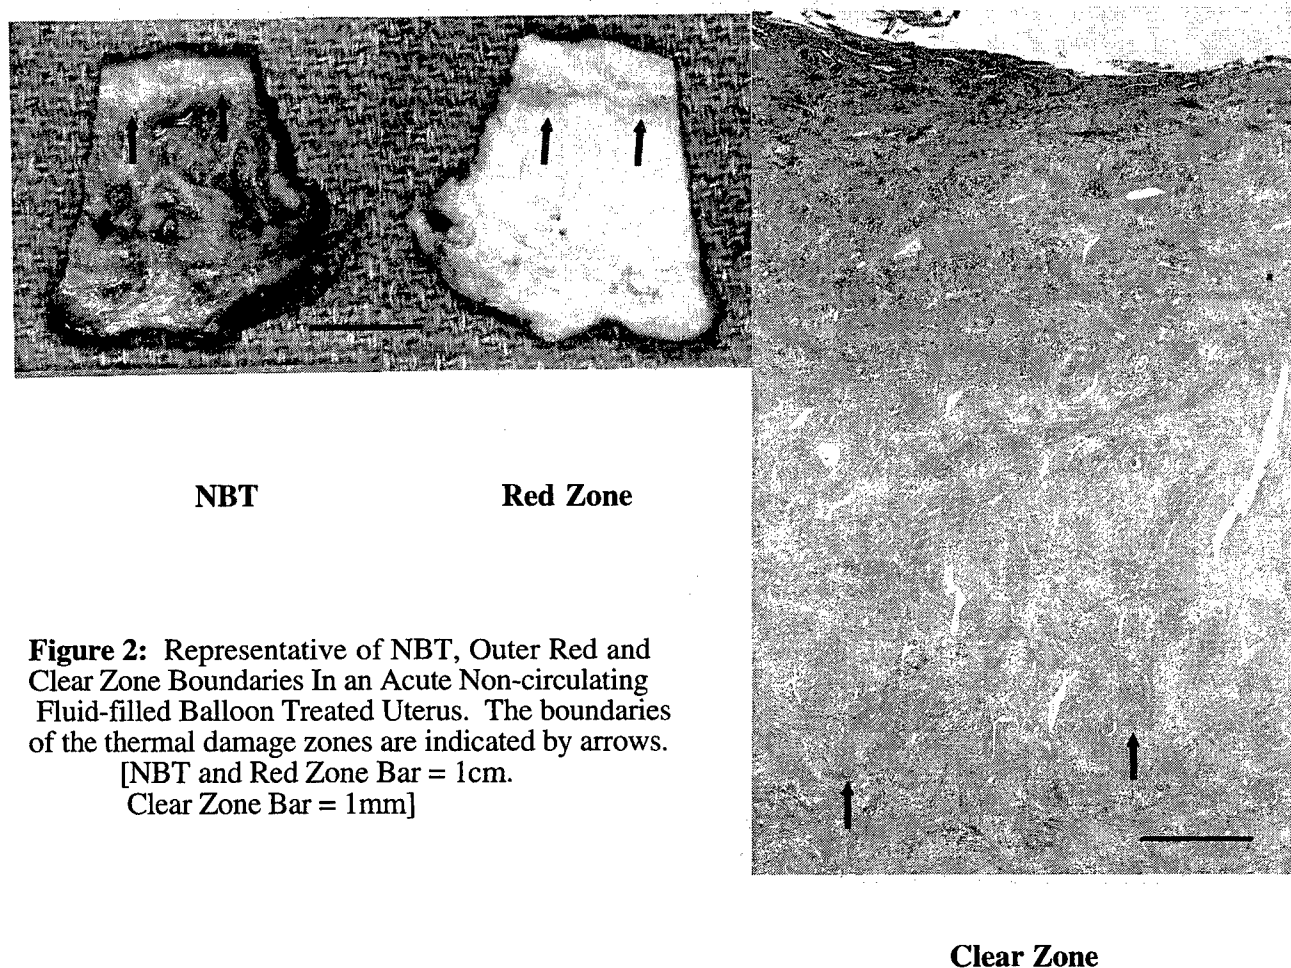 NBT
Red Zone
Figure 2: Representative of NBT, Outer Red and
Clear Zone Boundaries In an Acute Non-circulating
Fluid-filled Balloon Treated Uterus. The boundaries
of the thermal damage zones are indicated by arrows.
[NBT and Red Zone Bar = 1cm.
Clear Zone Bar = 1mm]
Clear Zone